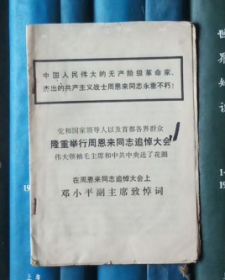 中国人民伟大的无产阶级革命家、
杰出的共产主义战士周恩来同志永垂不朽！
党和国家领导人以及首都各界群众
隆重举行周恩来同志追悼大会
伟大领袖毛主席和中共中央送了花圈
在周恩来同志追悼大会上
邓小平副主席致悼词